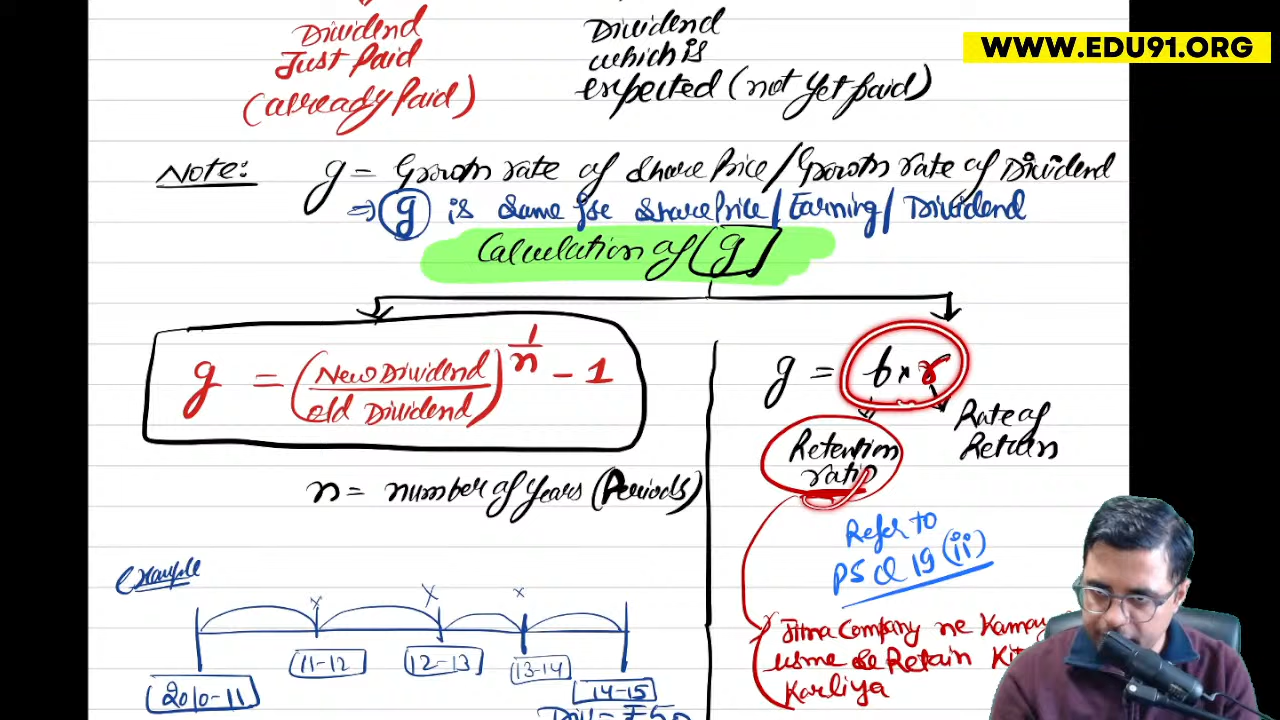 WWW.EDU91.ORG
Dividend
Just Paid
(already Paid)
Dividend
which is
expected (not yet paid)
Note: g = Growth rate of Share Price/Growth rate of Dividend
⇒ g is same for Share Price/Earning/Dividend
Calculation of g
g = (New Dividend / old Dividend)^(1/n) - 1
n = number of years (Periods)
g = b × r
Retention
ratio
Rate of
Return
Refer to
PS Q 19 (ii)
Jitna Company ne Kamay
usme se Retain Kit
Karliya
Example
2010-11
11-12
12-13
13-14
14-15